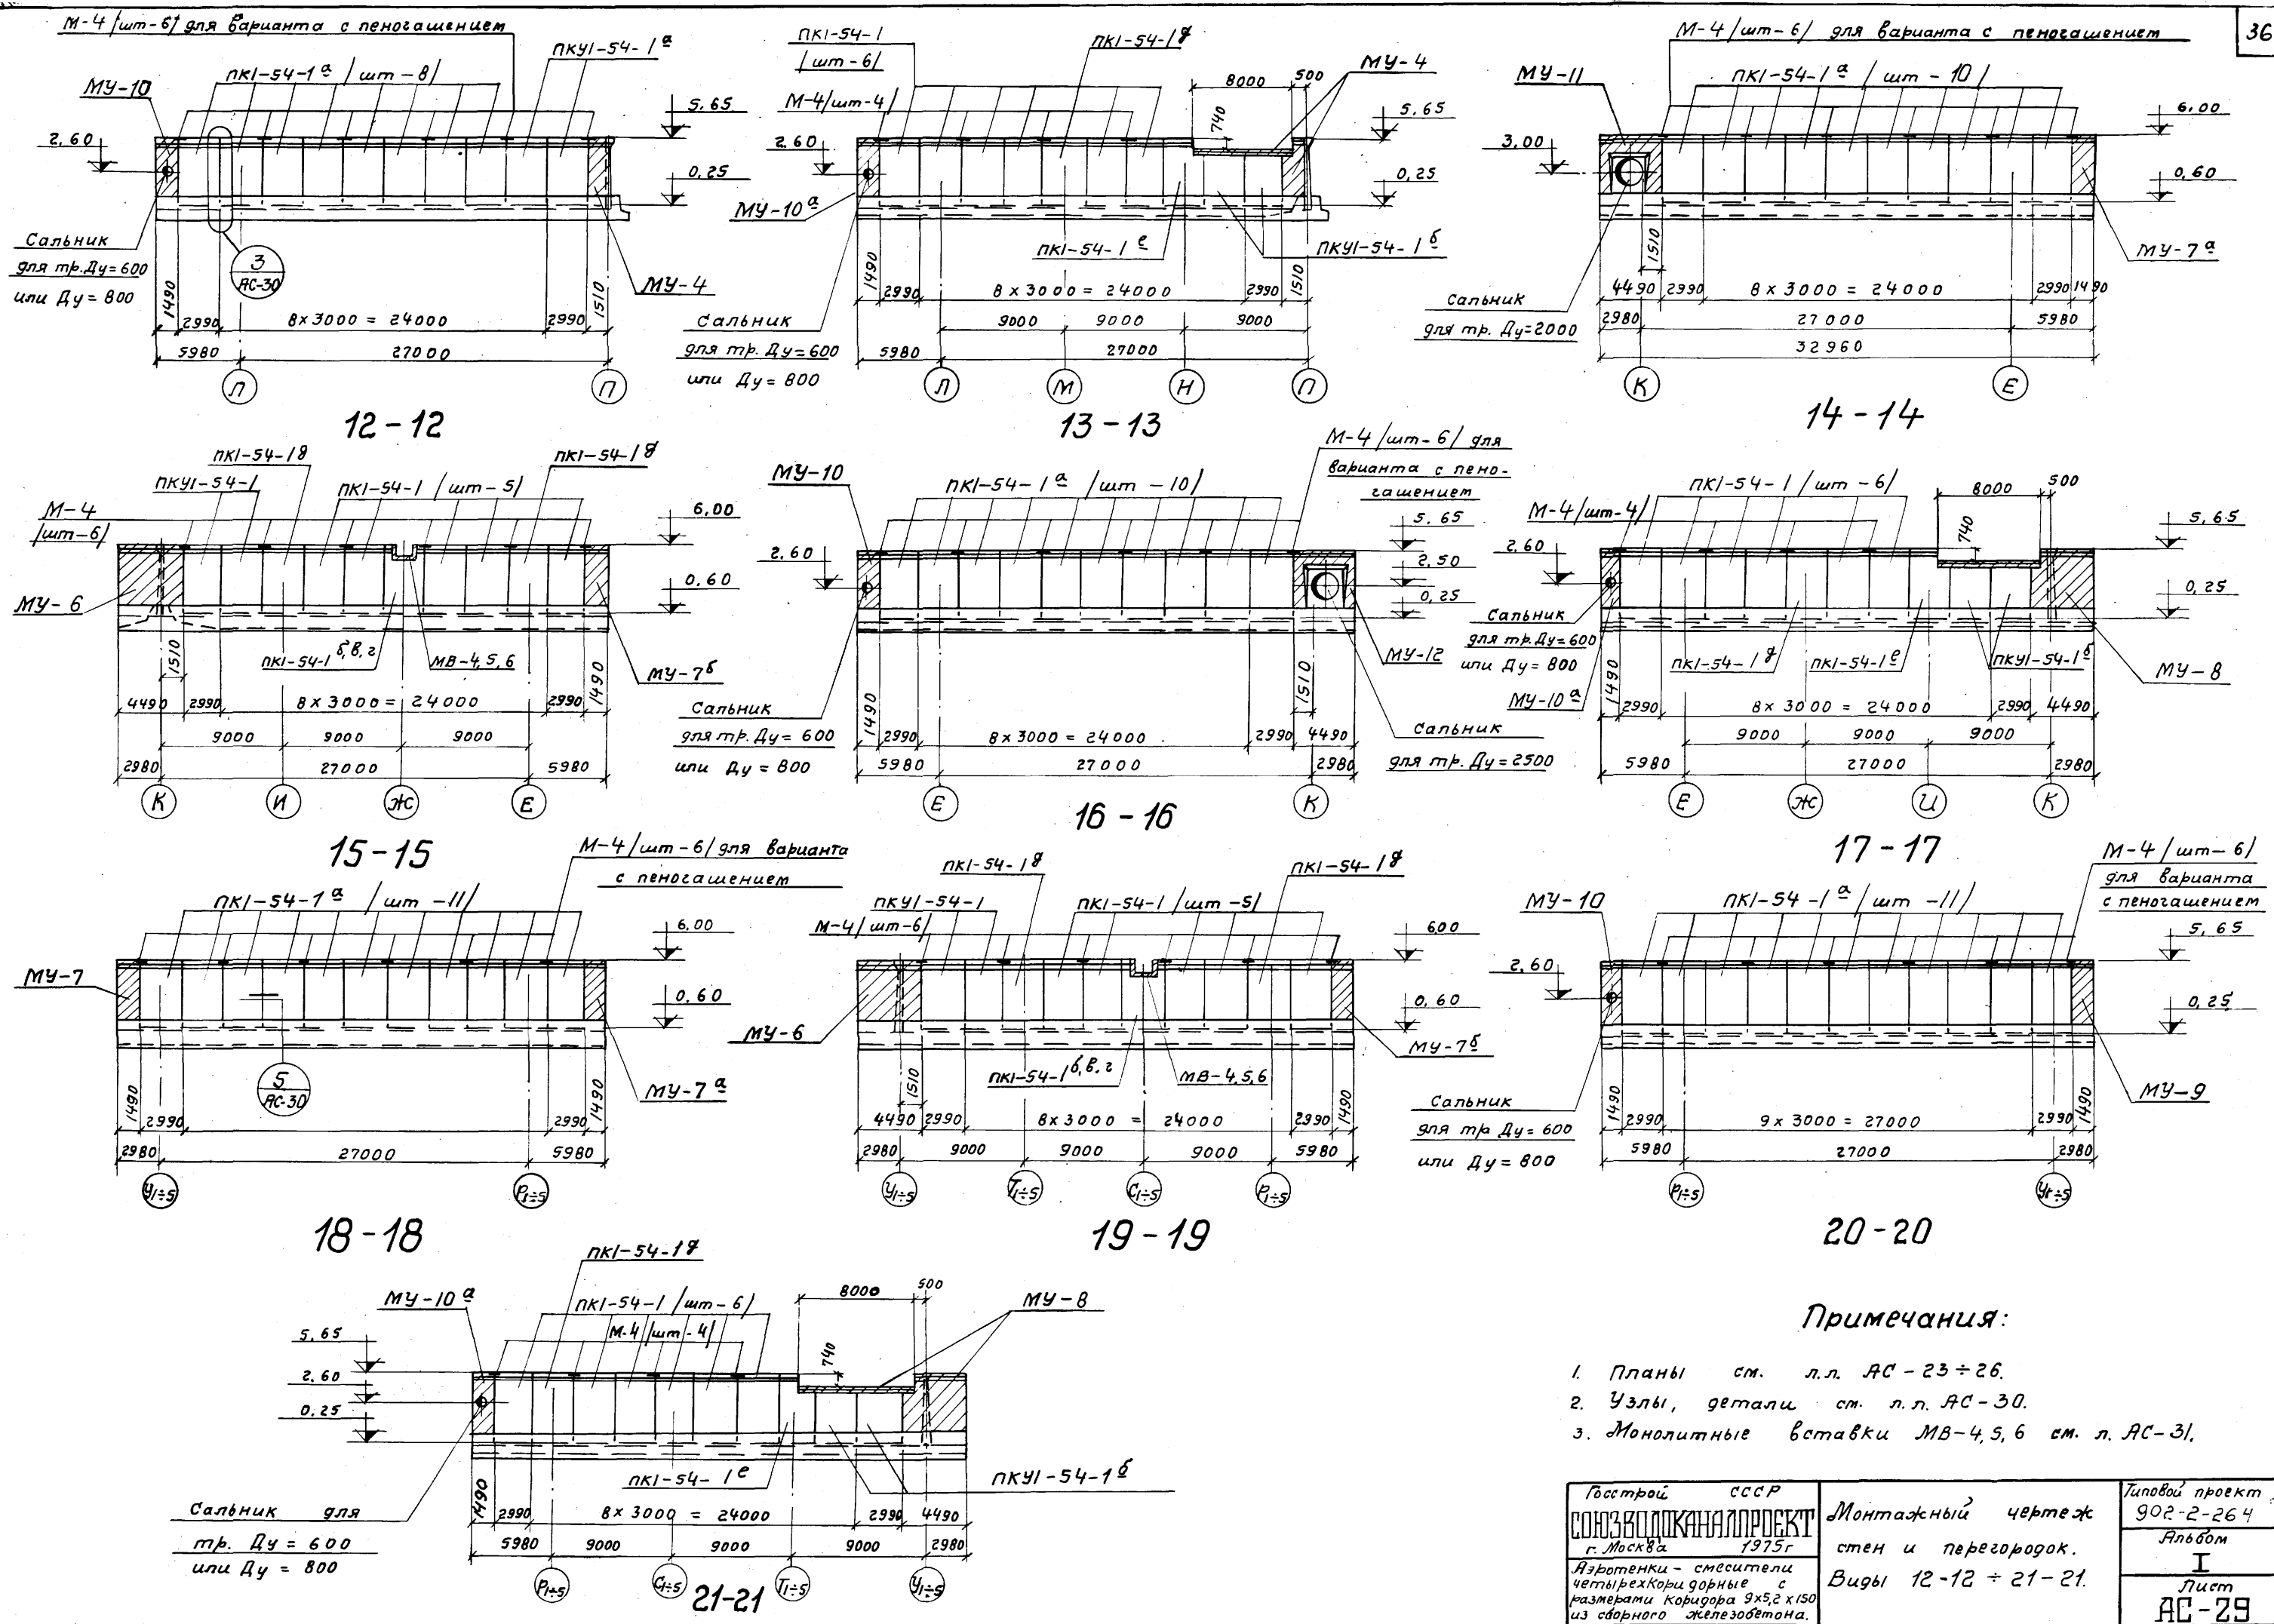 36
М-4 /шт-6/ для варианта с пеногашением
ПКУ1-54-1а
ПК1-54-1а /шт-8/
МУ-10
5,65
2,60
0,25
Сальник
для тр. Ду=600
или Ду=800
3
АС-30
МУ-4
1490
2990
8х3000=24000
2990
1510
5980
27000
Л
П
12-12
ПК1-54-1
/шт-6/
ПК1-54-1д
М-4/шт-4/
8000
500
МУ-4
740
5,65
2,60
0,25
МУ-10а
ПК1-54-1е
ПКУ1-54-1б
Сальник
для тр. Ду=600
или Ду=800
1490
2990
8х3000=24000
2990
1510
9000
9000
9000
5980
27000
Л
М
Н
П
13-13
М-4/шт-6/ для варианта с пеногашением
МУ-11
ПК1-54-1а /шт-10/
6,00
3,00
0,60
МУ-7а
Сальник
для тр. Ду=2000
1510
4490
2990
8х3000=24000
2990
1490
2980
27000
5980
32960
К
Е
14-14
ПК1-54-1д
ПК1-54-1д
ПКУ1-54-1
ПК1-54-1 /шт-5/
М-4
/шт-6/
6,00
0,60
МУ-6
ПК1-54-1б,в,г
МВ-4,5,6
МУ-7б
1510
4490
2990
8х3000=24000
2990
1490
9000
9000
9000
2980
27000
5980
К
И
Ж
Е
15-15
МУ-10
ПК1-54-1а /шт-10/
М-4/шт-6/ для
варианта с пено-
гашением
5,65
2,60
2,50
0,25
МУ-12
Сальник
для тр. Ду=600
или Ду=800
Сальник
для тр. Ду=2500
1490
2990
8х3000=24000
2990
1510
4490
5980
27000
2980
Е
К
16-16
ПК1-54-1 /шт-6/
М-4/шт-4/
8000
500
740
5,65
2,60
0,25
Сальник
для тр. Ду=600
или Ду=800
МУ-10а
ПК1-54-1д
ПК1-54-1е
ПКУ1-54-1б
МУ-8
1490
2990
8х3000=24000
2990
4490
9000
9000
9000
5980
27000
2980
Е
Ж
И
К
17-17
М-4/шт-6/ для варианта
с пеногашением
ПК1-54-1а /шт-11/
МУ-7
6,00
0,60
5
АС-30
МУ-7а
1490
2990
2990
1490
2980
27000
5980
У1÷5
Р1÷5
18-18
ПК1-54-1д
ПК1-54-1д
ПКУ1-54-1
ПК1-54-1 /шт-5/
М-4/шт-6/
6,00
0,60
МУ-6
ПК1-54-1б,в,г
МВ-4,5,6
МУ-7б
1510
4490
2990
8х3000=24000
2990
1490
2980
9000
9000
9000
5980
У1÷5
Т1÷5
С1÷5
Р1÷5
19-19
М-4/шт-6/
для варианта
с пеногашением
МУ-10
ПК1-54-1а /шт-11/
5,65
2,60
0,25
МУ-9
Сальник
для тр Ду=600
или Ду=800
1490
2990
9х3000=27000
2990
1490
5980
27000
2980
Р1÷5
У1÷5
20-20
ПК1-54-1д
МУ-10а
ПК1-54-1 /шт-6/
М-4 /шт-4/
8000
500
МУ-8
740
5,65
2,60
0,25
ПК1-54-1е
ПКУ1-54-1б
Сальник для
тр. Ду=600
или Ду=800
1490
2990
8х3000=24000
2990
4490
5980
9000
9000
9000
2980
Р1÷5
С1÷5
Т1÷5
У1÷5
21-21
Примечания:
1. Планы см. л.л. АС-23÷26.
2. Узлы, детали см. л.л. АС-30.
3. Монолитные вставки МВ-4,5,6 см. л. АС-31.
Госстрой СССР
СОЮЗВОДОКАНАЛПРОЕКТ
г. Москва 1975г
Аэротенки-смесители
четырехкоридорные с
размерами коридора 9х5,2х150
из сборного железобетона.
Монтажный чертеж
стен и перегородок.
Виды 12-12÷21-21.
Типовой проект
902-2-264
Альбом
I
Лист
АС-29